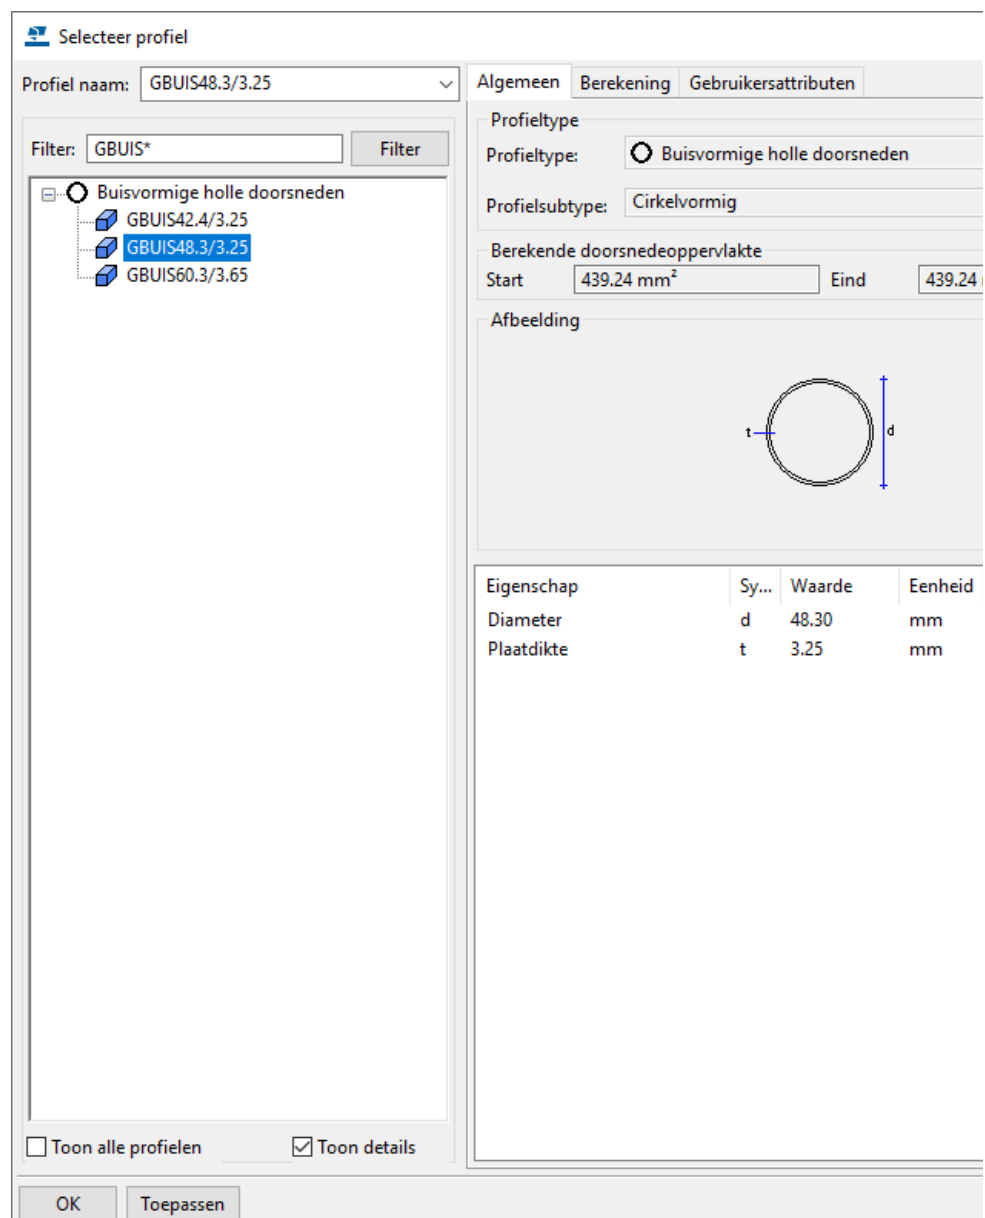 Selecteer profiel
Profiel naam: GBUIS48.3/3.25
Filter: GBUIS* Filter
Buisvormige holle doorsneden
GBUIS42.4/3.25
GBUIS48.3/3.25
GBUIS60.3/3.65
Toon alle profielen Toon details
OK Toepassen
Algemeen Berekening Gebruikersattributen
Profieltype
Profieltype: Buisvormige holle doorsneden
Profielsubtype: Cirkelvormig
Berekende doorsnedeoppervlakte
Start 439.24 mm² Eind 439.24
Afbeelding
t d
Eigenschap Sy... Waarde Eenheid
Diameter d 48.30 mm
Plaatdikte t 3.25 mm